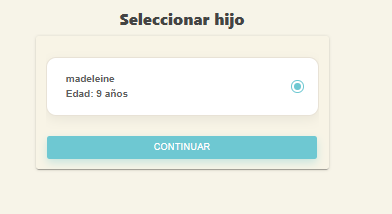 Seleccionar hijo
madeleine
Edad: 9 años
CONTINUAR